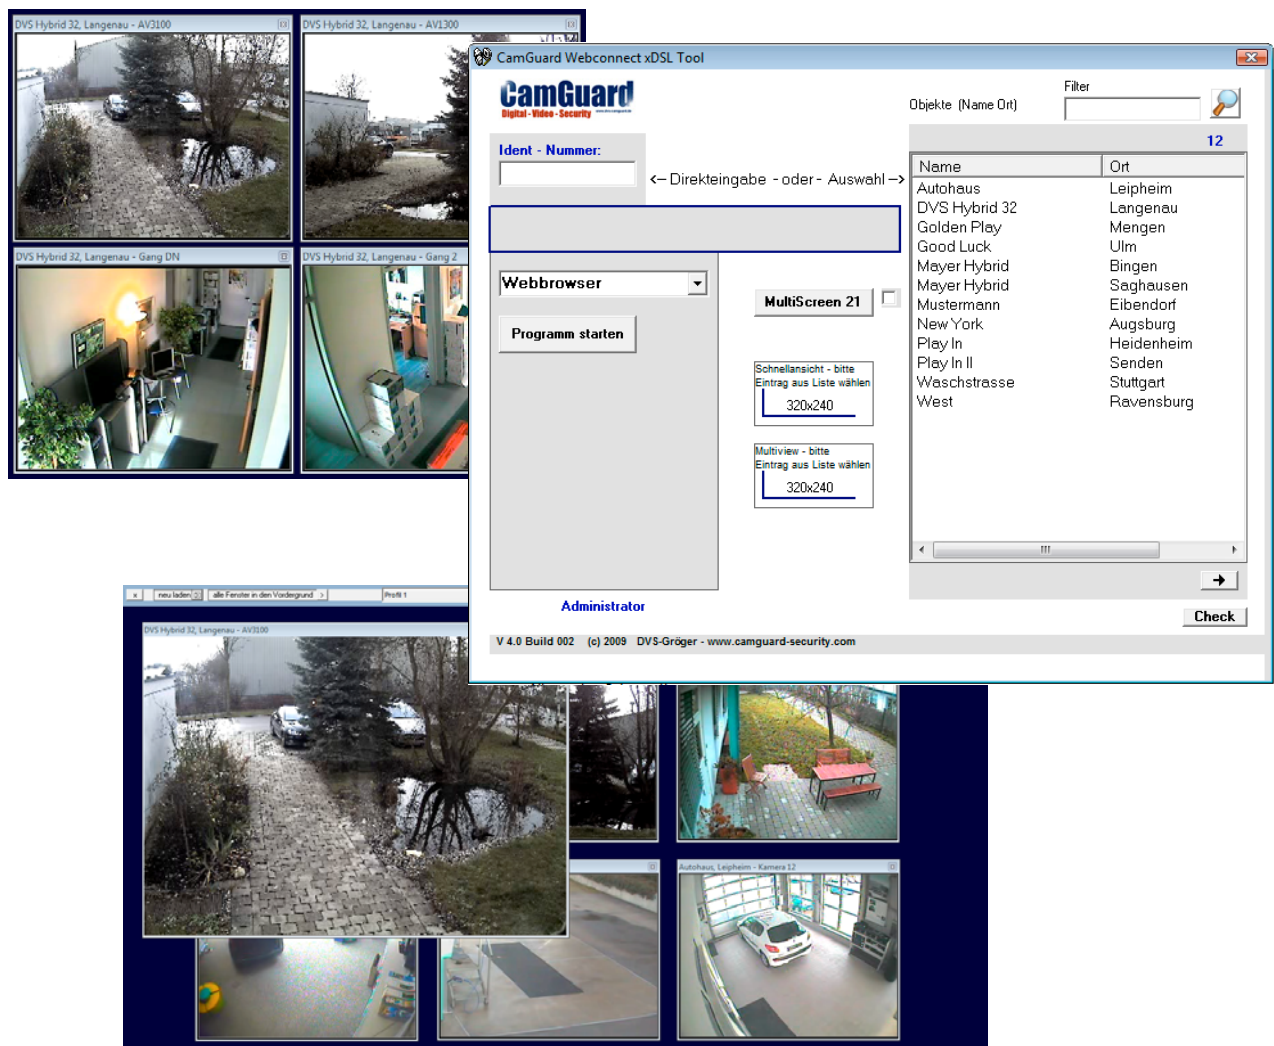 DVS Hybrid 32, Langenau - AV3100
DVS Hybrid 32, Langenau - AV1300
DVS Hybrid 32, Langenau - Gang DN
DVS Hybrid 32, Langenau - Gang 2
CamGuard Webconnect xDSL Tool
CamGuard
Digital - Video - Security
Objekte (Name Ort)
Filter
Ident - Nummer:
<-- Direkteingabe - oder - Auswahl -->
12
Name Ort
Autohaus Leipheim
DVS Hybrid 32 Langenau
Golden Play Mengen
Good Luck Ulm
Mayer Hybrid Bingen
Mayer Hybrid Saghausen
Mustermann Eibendorf
New York Augsburg
Play In Heidenheim
Play In II Senden
Waschstrasse Stuttgart
West Ravensburg
Webbrowser
Programm starten
MultiScreen 21
Schnellansicht - bitte
Eintrag aus Liste wählen
320x240
Multiview - bitte
Eintrag aus Liste wählen
320x240
Administrator
Check
V 4.0 Build 002 (c) 2009 DVS-Gröger - www.camguard-security.com
x neu laden alle Fenster in den Vordergrund > Profil 1
DVS Hybrid 32, Langenau - AV3100
Autohaus, Leipheim - Kamera 12